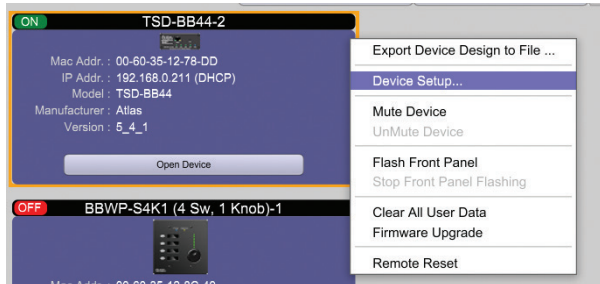 ON TSD-BB44-2
Mac Addr. : 00-60-35-12-78-DD
IP Addr. : 192.168.0.211 (DHCP)
Model : TSD-BB44
Manufacturer : Atlas
Version : 5_4_1
Open Device
OFF BBWP-S4K1 (4 Sw, 1 Knob)-1
Export Device Design to File ...
Device Setup...
Mute Device
UnMute Device
Flash Front Panel
Stop Front Panel Flashing
Clear All User Data
Firmware Upgrade
Remote Reset